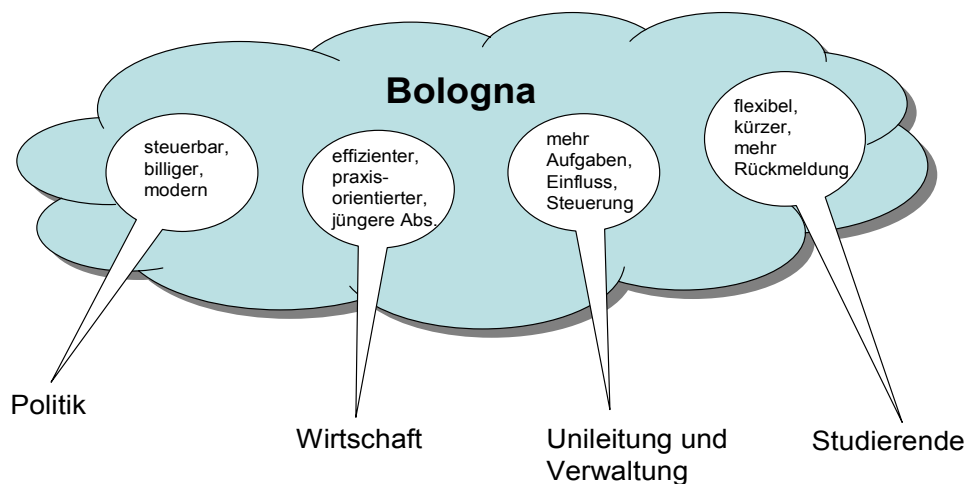 Bologna
steuerbar,
billiger,
modern
effizienter,
praxis-
orientierter,
jüngere Abs.
mehr
Aufgaben,
Einfluss,
Steuerung
flexibel,
kürzer,
mehr
Rückmeldung
Politik
Wirtschaft
Unileitung und
Verwaltung
Studierende